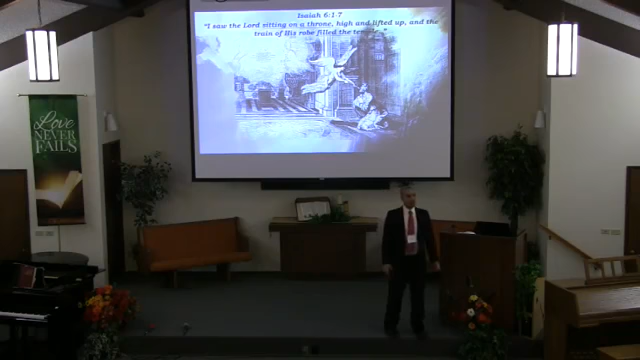 Isaiah 6:1-7
"I saw the Lord sitting on a throne, high and lifted up, and the
train of His robe filled the temple."
Love
NEVER
FAILS